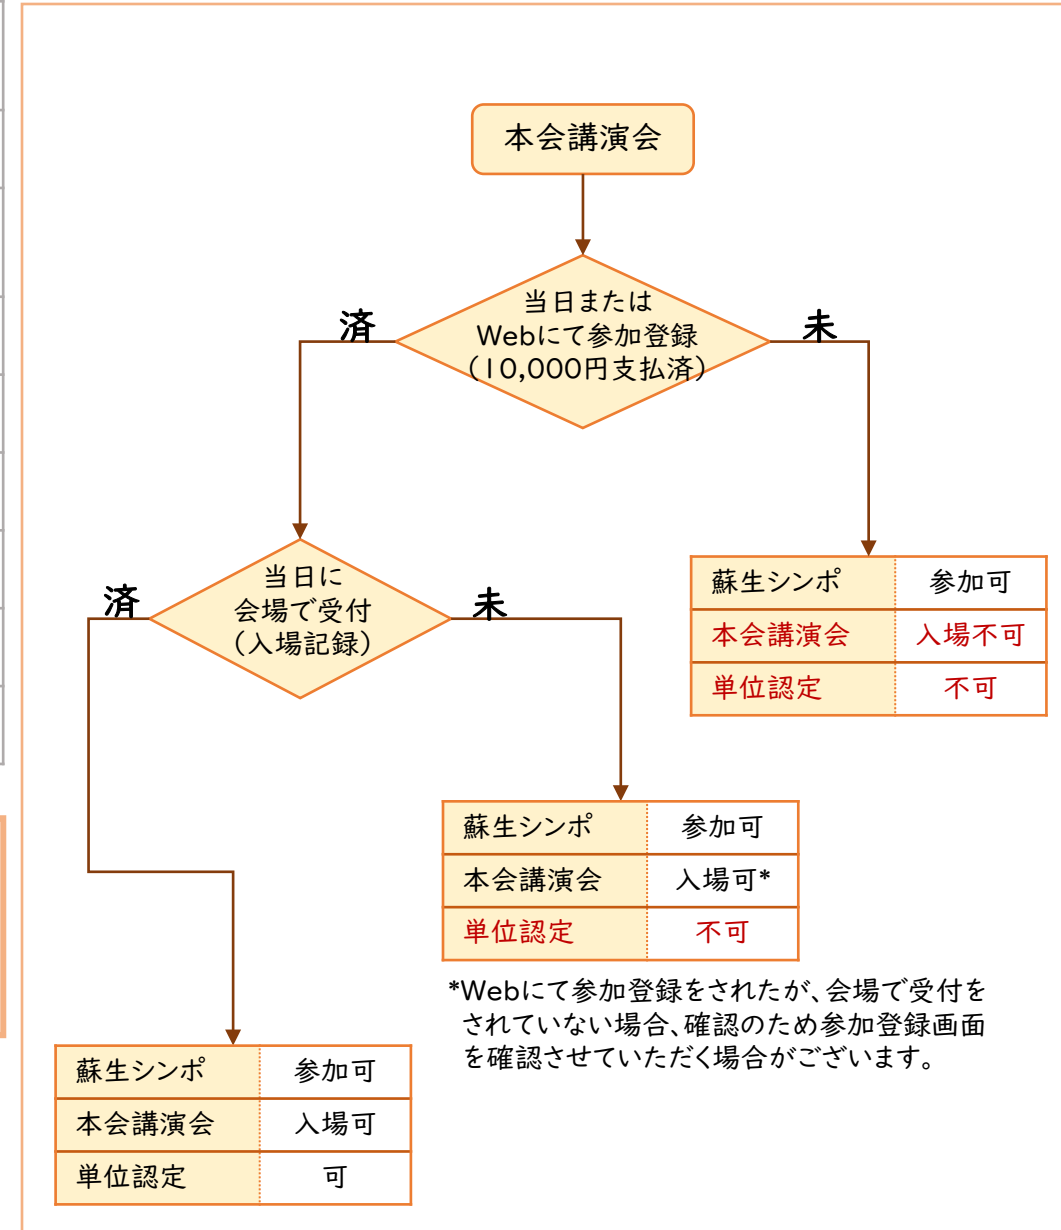 本会講演会
当日または
Webにて参加登録
(10,000円支払済)
済
未
当日に
会場で受付
(入場記録)
済
未
蘇生シンポ 参加可
本会講演会 入場不可
単位認定 不可
蘇生シンポ 参加可
本会講演会 入場可*
単位認定 不可
*Webにて参加登録をされたが、会場で受付を
されていない場合、確認のため参加登録画面
を確認させていただく場合がございます。
蘇生シンポ 参加可
本会講演会 入場可
単位認定 可